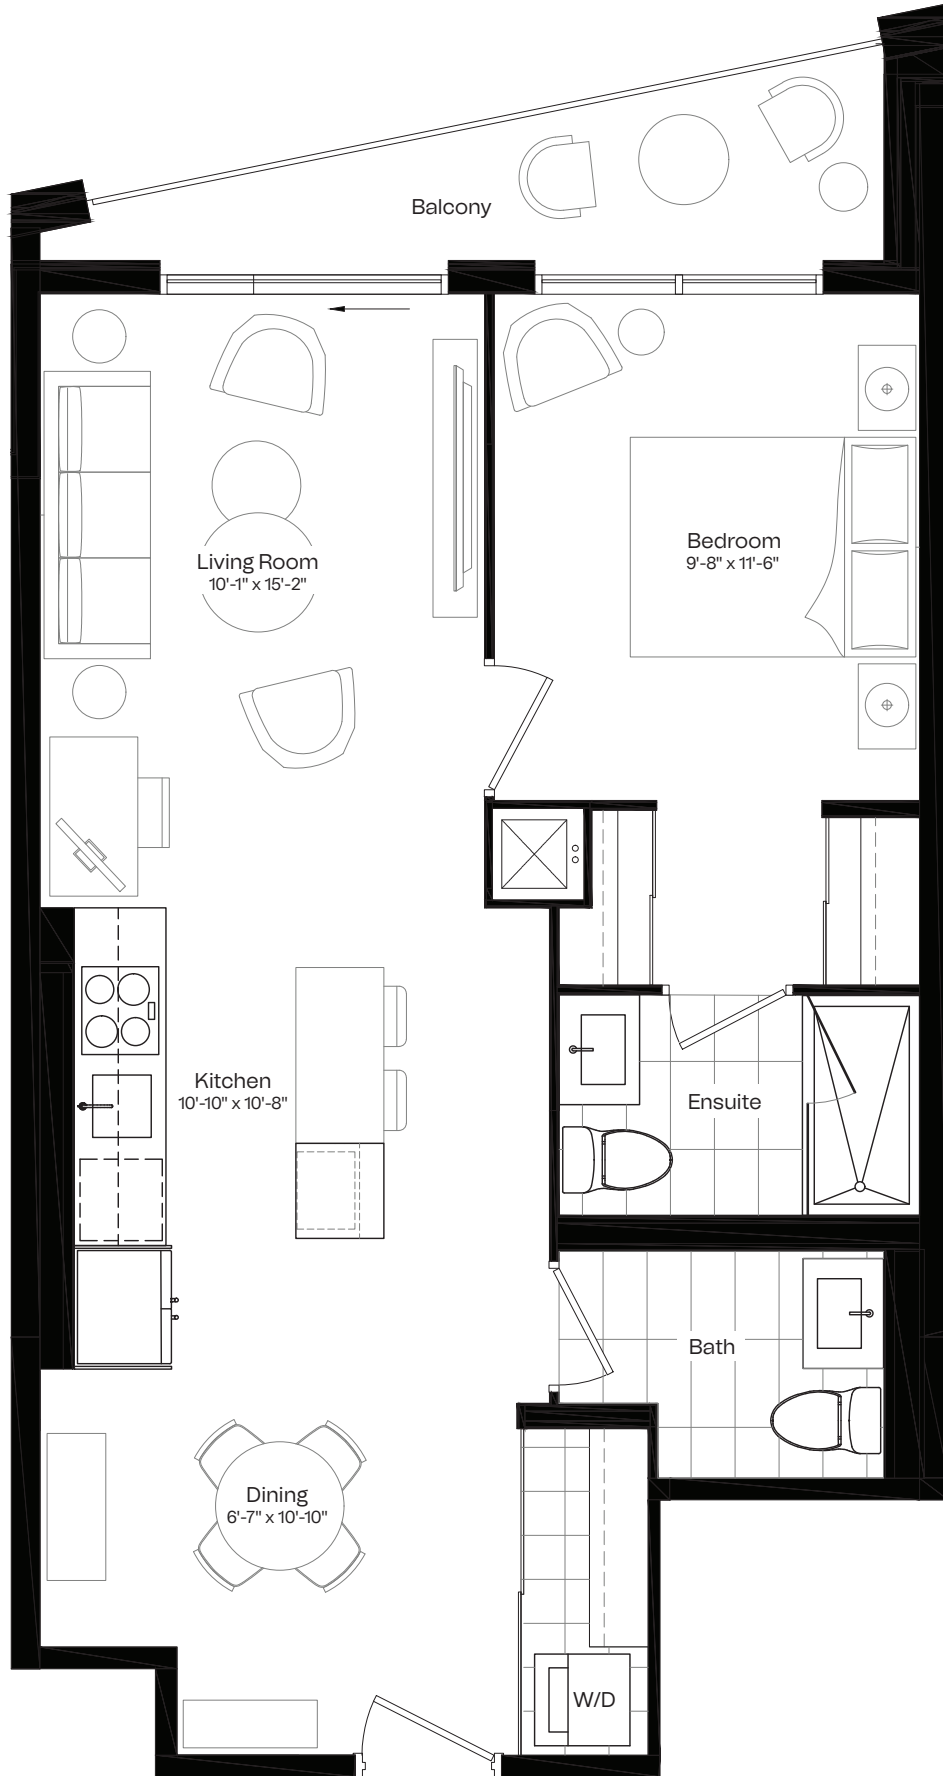 Balcony
Living Room
10'-1" x 15'-2"
Bedroom
9'-8" x 11'-6"
Kitchen
10'-10" x 10'-8"
Ensuite
Bath
Dining
6'-7" x 10'-10"
W/D